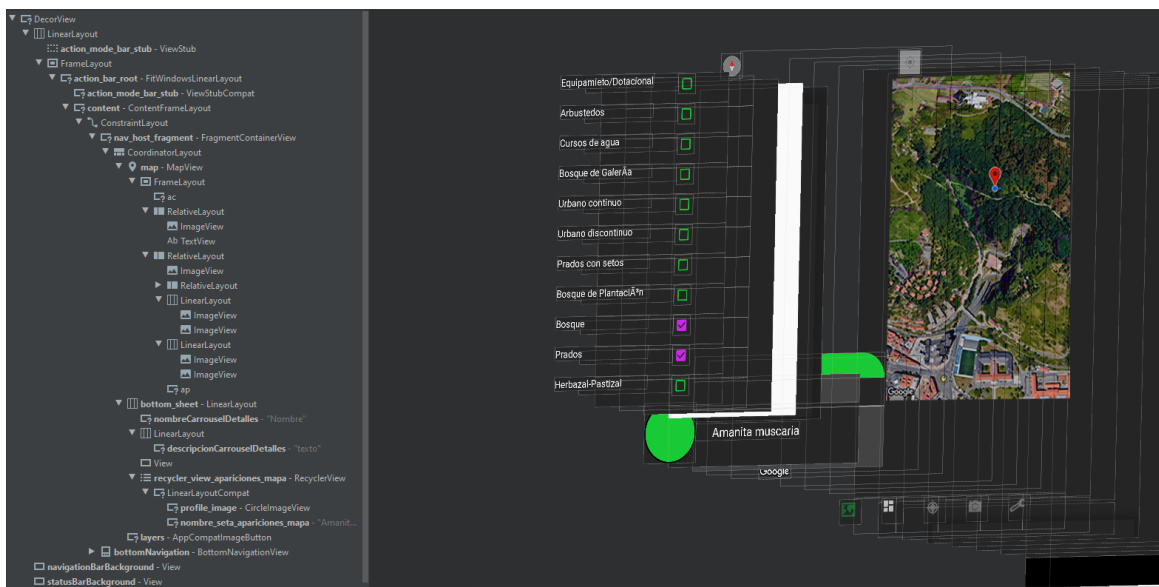 DecorView
LinearLayout
action_mode_bar_stub - ViewStub
FrameLayout
action_bar_root - FitWindowsLinearLayout
action_mode_bar_stub - ViewStubCompat
content - ContentFrameLayout
ConstraintLayout
nav_host_fragment - FragmentContainerView
CoordinatorLayout
map - MapView
FrameLayout
ac
RelativeLayout
ImageView
Ab TextView
RelativeLayout
ImageView
RelativeLayout
LinearLayout
ImageView
ImageView
LinearLayout
ImageView
ImageView
ap
bottom_sheet - LinearLayout
nombreCarrouselDetalles - "Nombre"
LinearLayout
descripcionCarrouselDetalles - "texto"
View
recycler_view_apariciones_mapa - RecyclerView
LinearLayoutCompat
profile_image - CircleImageView
nombre_seta_apariciones_mapa - "Amanit...
layers - AppCompatImageButton
bottomNavigation - BottomNavigationView
navigationBarBackground - View
statusBarBackground - View
Equipamieto/Dotacional
Arbustedos
Cursos de agua
Bosque de GalerÃa
Urbano continuo
Urbano discontinuo
Prados con setos
Bosque de PlantaciÃ³n
Bosque
Prados
Herbazal-Pastizal
Amanita muscaria
Google
Google